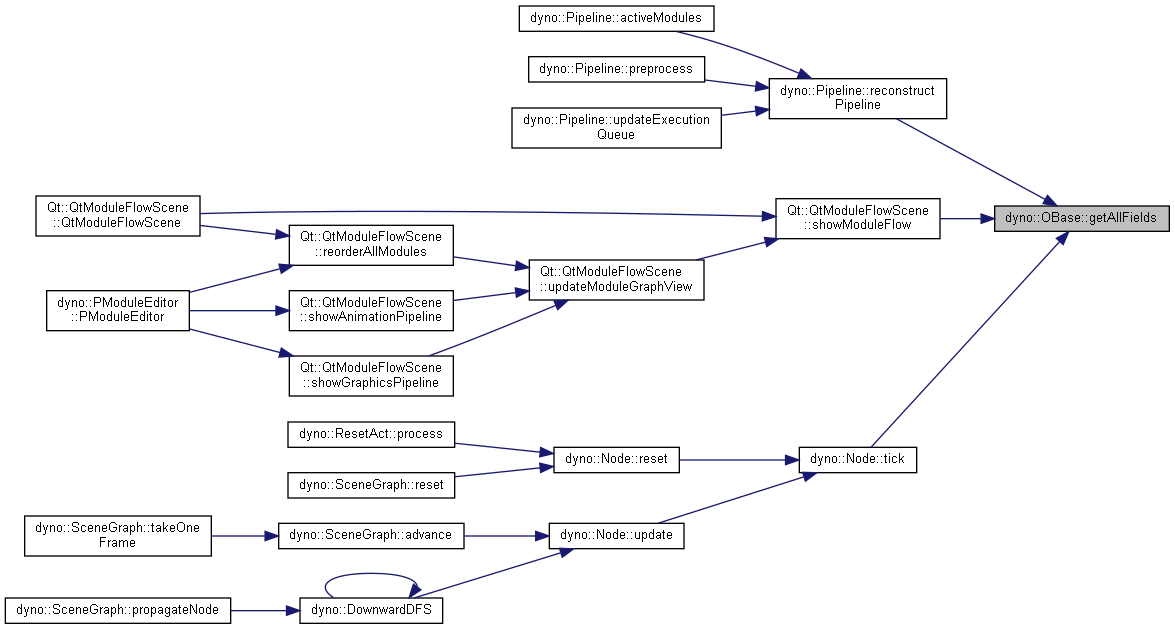 dyno::Pipeline::activeModules
dyno::Pipeline::preprocess
dyno::Pipeline::reconstruct
Pipeline
dyno::Pipeline::updateExecution
Queue
Qt::QtModuleFlowScene
::QtModuleFlowScene
Qt::QtModuleFlowScene
::showModuleFlow
dyno::OBase::getAllFields
Qt::QtModuleFlowScene
::reorderAllModules
Qt::QtModuleFlowScene
::updateModuleGraphView
dyno::PModuleEditor
::PModuleEditor
Qt::QtModuleFlowScene
::showAnimationPipeline
Qt::QtModuleFlowScene
::showGraphicsPipeline
dyno::ResetAct::process
dyno::Node::reset
dyno::Node::tick
dyno::SceneGraph::reset
dyno::SceneGraph::takeOne
Frame
dyno::SceneGraph::advance
dyno::Node::update
dyno::SceneGraph::propagateNode
dyno::DownwardDFS